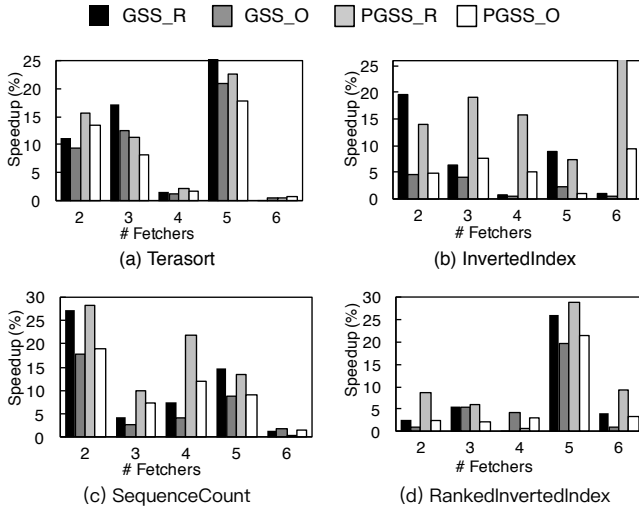 GSS_R GSS_O PGSS_R PGSS_O
Speedup (%)
25
20
15
10
5
0
2 3 4 5 6
# Fetchers
(a) Terasort
Speedup (%)
25
20
15
10
5
0
2 3 4 5 6
# Fetchers
(b) InvertedIndex
Speedup (%)
30
25
20
15
10
5
0
2 3 4 5 6
# Fetchers
(c) SequenceCount
Speedup (%)
30
25
20
15
10
5
0
2 3 4 5 6
# Fetchers
(d) RankedInvertedIndex